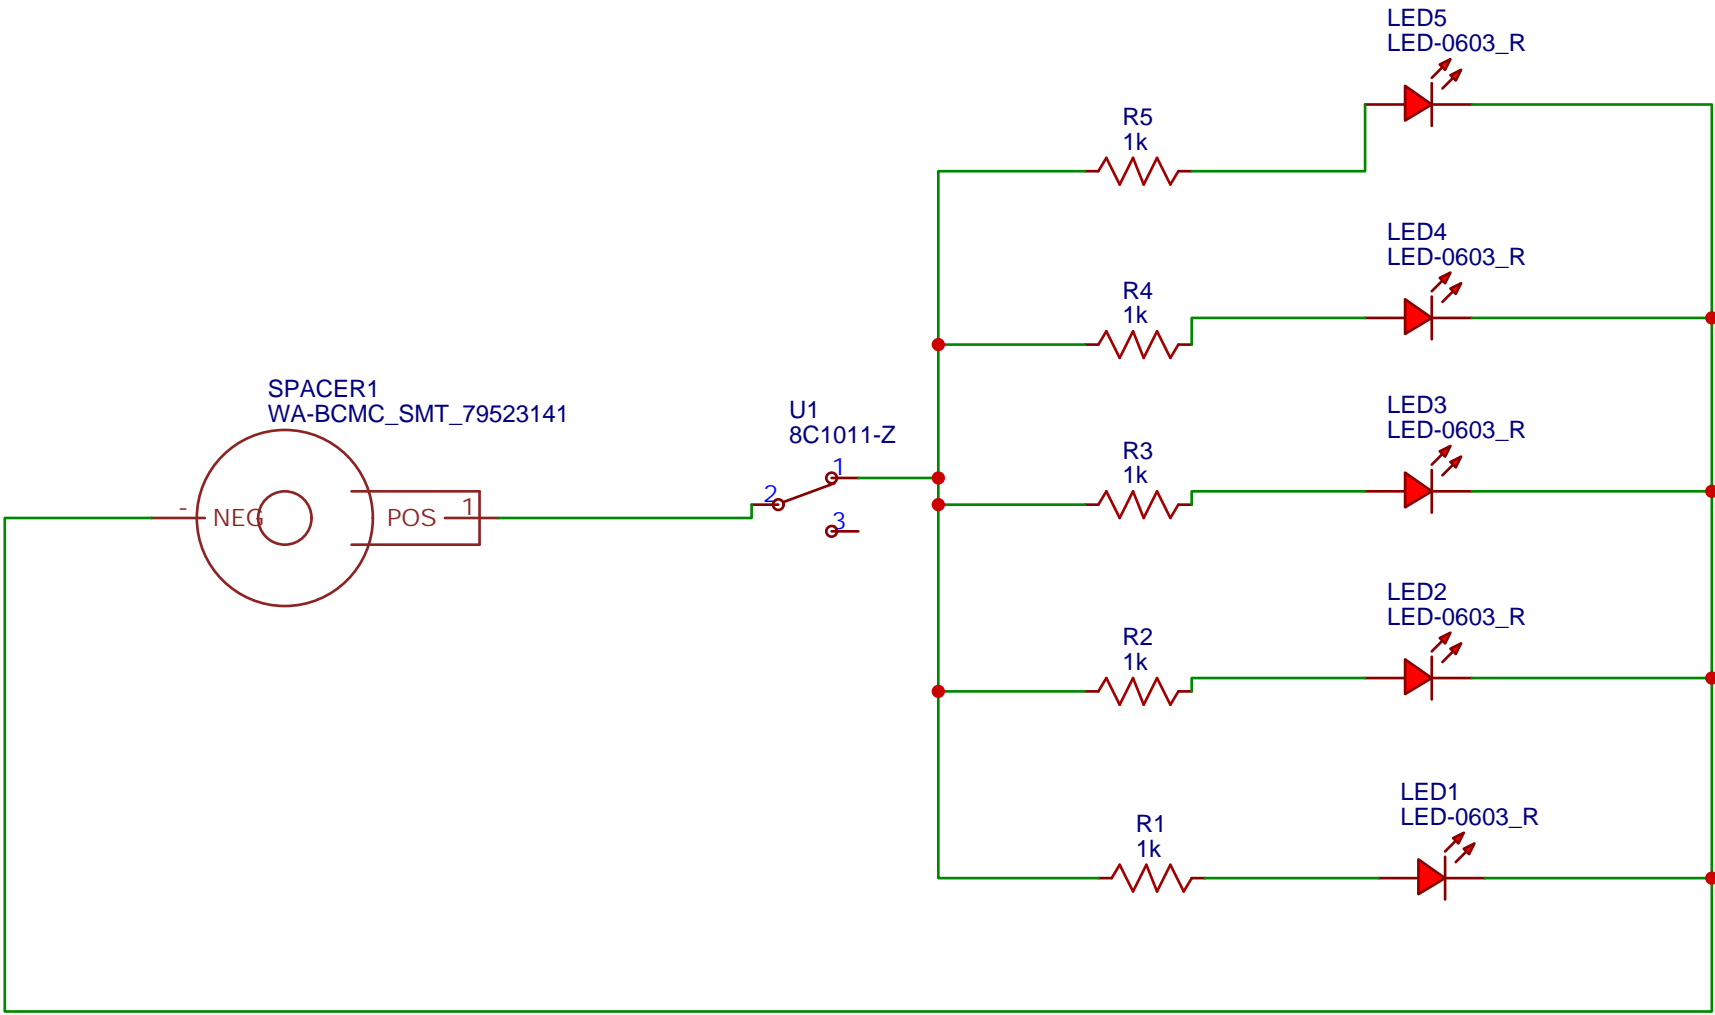 LED5
LED-0603_R
R5
1k
LED4
LED-0603_R
R4
1k
SPACER1
WA-BCMC_SMT_79523141
- NEG POS 1
U1
8C1011-Z
1
2
3
LED3
LED-0603_R
R3
1k
LED2
LED-0603_R
R2
1k
LED1
LED-0603_R
R1
1k